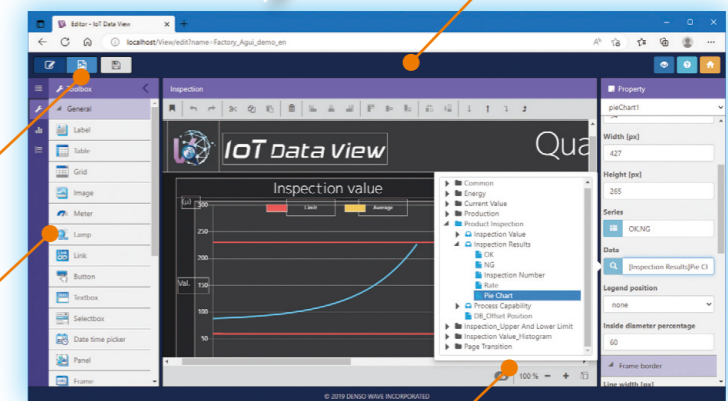 Editor - IoT Data View
localhost/View/edit?name=Factory_Agui_demo_en
Toolbox
General
Label
Table
Grid
Image
Meter
Lamp
Link
Button
Textbox
Selectbox
Date time picker
Panel
Frame
Inspection
IoT Data View
Qua
Inspection value
(μ)
300
Limit
Average
250
200
Val.
150
100
50
Common
Energy
Current Value
Production
Product Inspection
Inspection Value
Inspection Results
OK
NG
Inspection Number
Rate
Pie Chart
Process Capability
DB_Offset Position
Inspection_Upper And Lower Limit
Inspection Value_Histogram
Page Transition
100 % - +
Property
pieChart1
Width [px]
427
Height [px]
265
Series
OK,NG
Data
[Inspection Results]Pie Cl
Legend position
none
Inside diameter percentage
60
Frame border
Line width [px]
© 2019 DENSO WAVE INCORPORATED